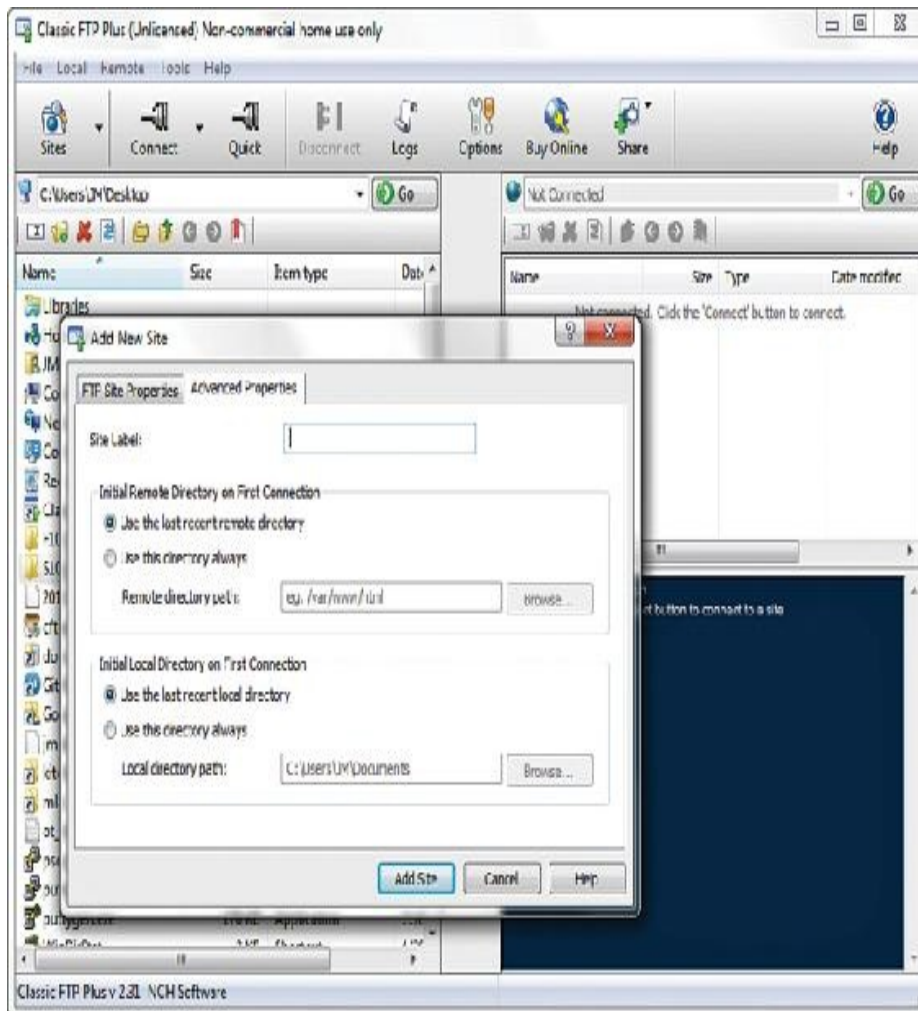 Classic FTP Plus (Unlicensed) Non-commercial home use only
File Local Remote Tools Help
Sites Connect Quick Disconnect Logs Options Buy Online Share Help
C:\Users\JM\Desktop Go Not Connected Go
Name Size Item type Name Size Type Date modified
Libraries
Not connected. Click the 'Connect' button to connect.
Add New Site
FTP Site Properties Advanced Properties
Site Label:
Initial Remote Directory on First Connection
Use the last recent remote directory
Use this directory always
Remote directory path: eg. /var/www/html Browse...
Initial Local Directory on First Connection
Use the last recent local directory
Use this directory always
Local directory path: C:\Users\JM\Documents Browse...
button to connect to a site
Add Site Cancel Help
Classic FTP Plus v 2.31 NCH Software